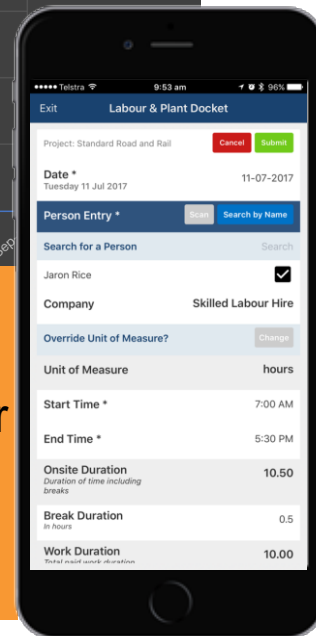 Telstra 9:53 am 96%
Exit Labour & Plant Docket
Project: Standard Road and Rail Cancel Submit
Date * 11-07-2017
Tuesday 11 Jul 2017
Person Entry * Scan Search by Name
Search for a Person Search
Jaron Rice
Company Skilled Labour Hire
Override Unit of Measure? Change
Unit of Measure hours
Start Time * 7:00 AM
End Time * 5:30 PM
Onsite Duration 10.50
Duration of time including
breaks
Break Duration 0.5
in hours
Work Duration 10.00
Total paid work duration
r